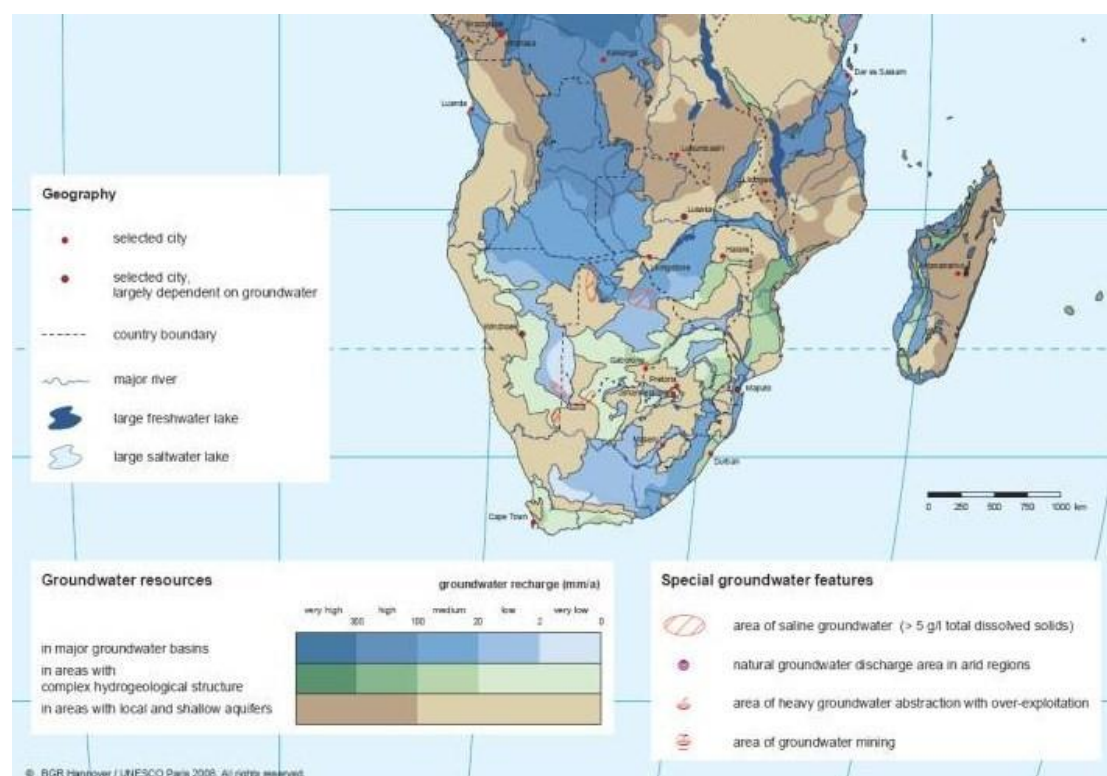 Dar es Salaam
Luanda
Lubumbashi
Lusaka
Harare
Livingstone
Windhoek
Gaborone
Pretoria
Maputo
Maseru
Durban
Cape Town
Geography
selected city
selected city,
largely dependent on groundwater
country boundary
major river
large freshwater lake
large saltwater lake
0 250 500 750 1000 km
Groundwater resources
groundwater recharge (mm/a)
very high high medium low very low
300 100 20 2 0
in major groundwater basins
in areas with
complex hydrogeological structure
in areas with local and shallow aquifers
Special groundwater features
area of saline groundwater (> 5 g/l total dissolved solids)
natural groundwater discharge area in arid regions
area of heavy groundwater abstraction with over-exploitation
area of groundwater mining
© BGR Hannover / UNESCO Paris 2008. All rights reserved.